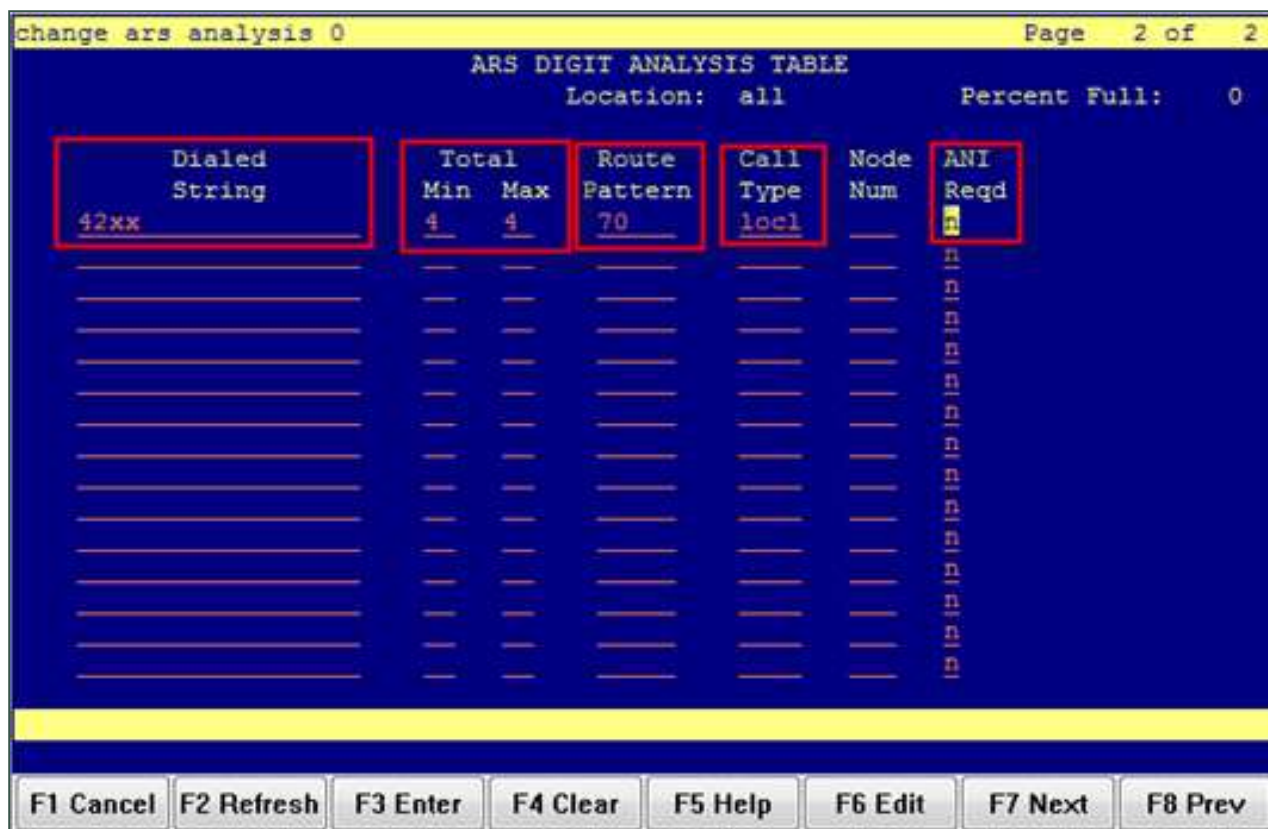 change ars analysis 0 Page 2 of 2
ARS DIGIT ANALYSIS TABLE
Location: all Percent Full: 0
Dialed Total Route Call Node ANI
String Min Max Pattern Type Num Reqd
42xx 4 4 70 locl n
n
n
n
n
n
n
n
n
n
n
n
n
n
n
F1 Cancel F2 Refresh F3 Enter F4 Clear F5 Help F6 Edit F7 Next F8 Prev